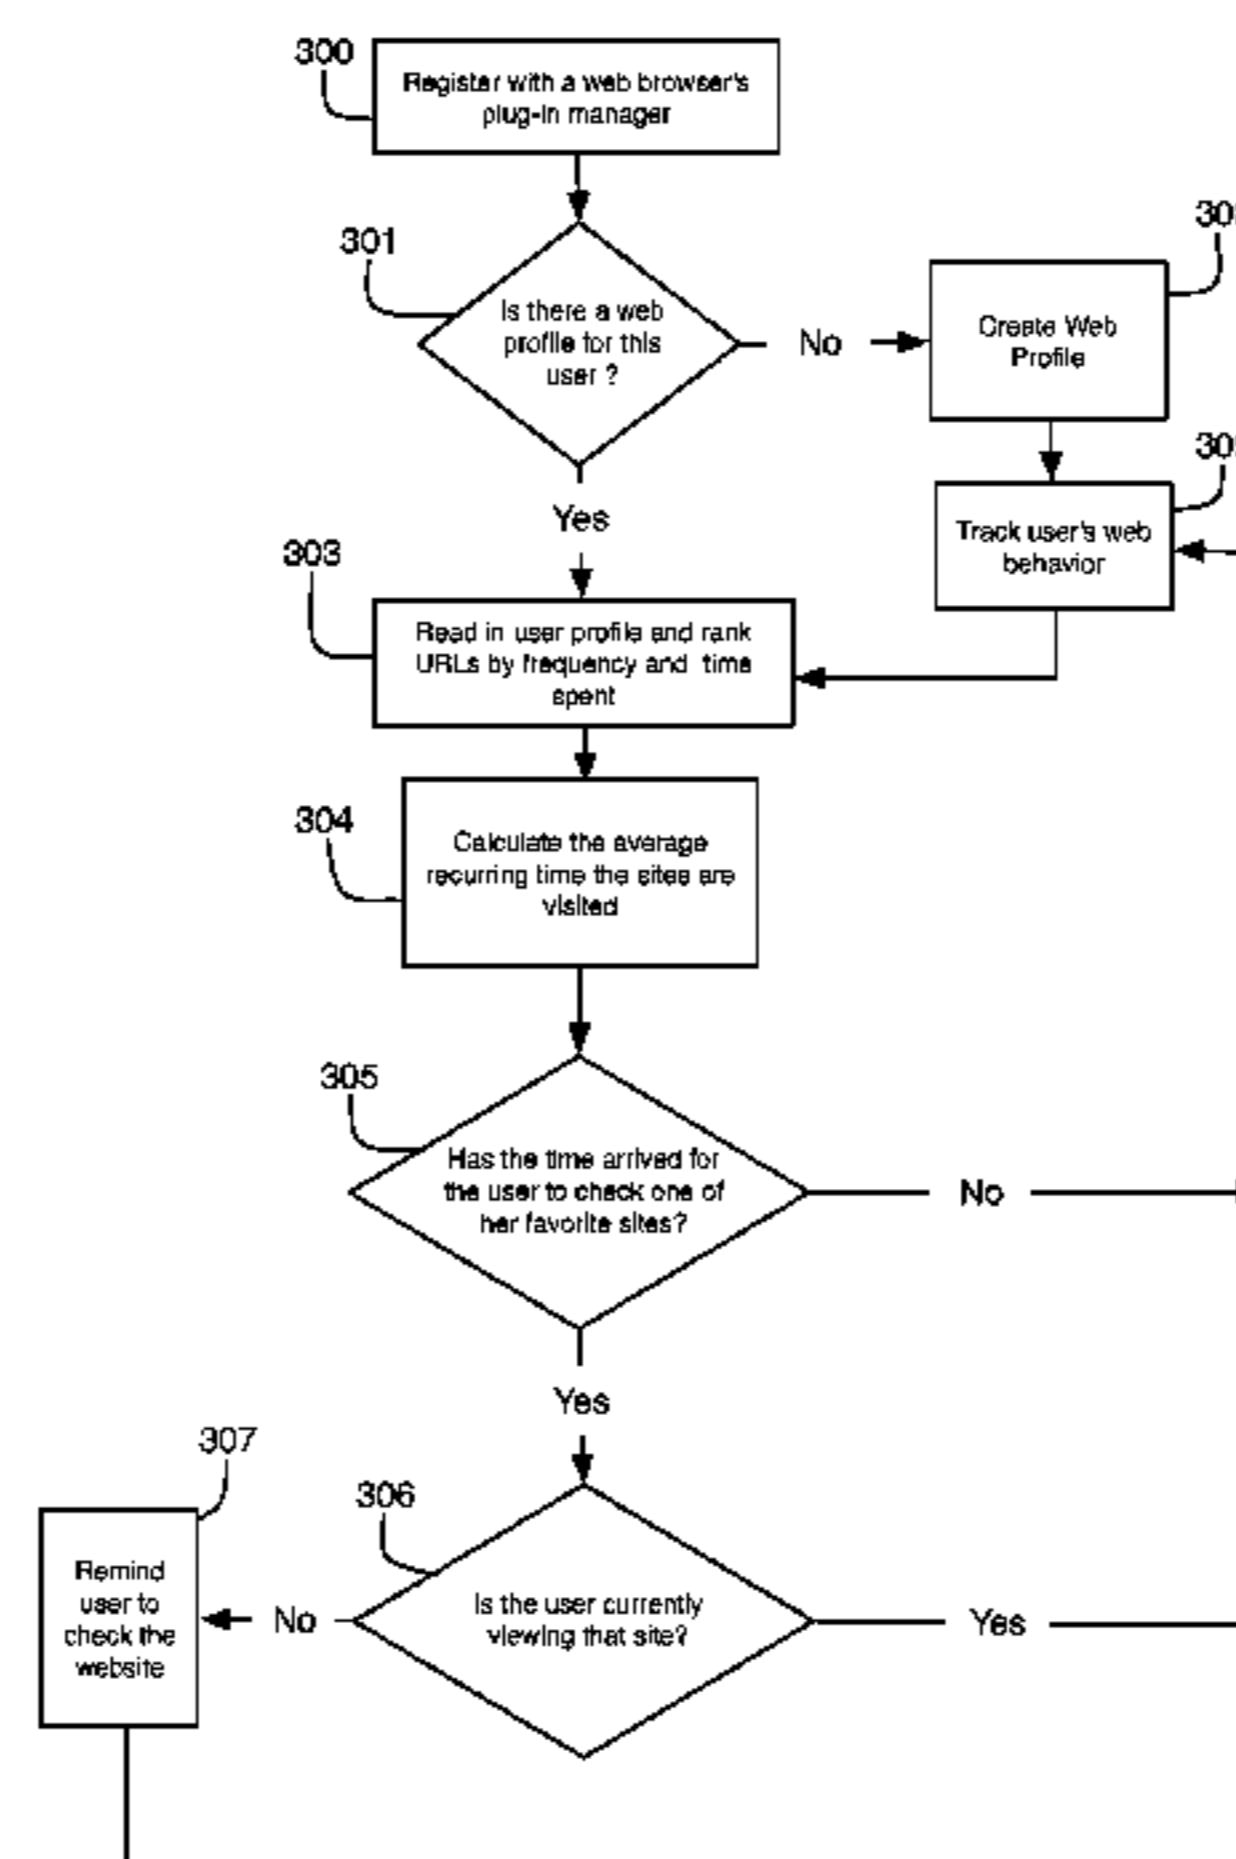 300
Register with a web browser's
plug-in manager
301
Is there a web
profile for this
user ?
No
Create Web
Profile
Yes
Track user's web
behavior
303
Read in user profile and rank
URLs by frequency and time
spent
304
Calculate the average
recurring time the sites are
visited
305
Has the time arrived for
the user to check one of
her favorite sites?
No
Yes
307
306
Remind
user to
check the
website
No
Is the user currently
viewing that site?
Yes